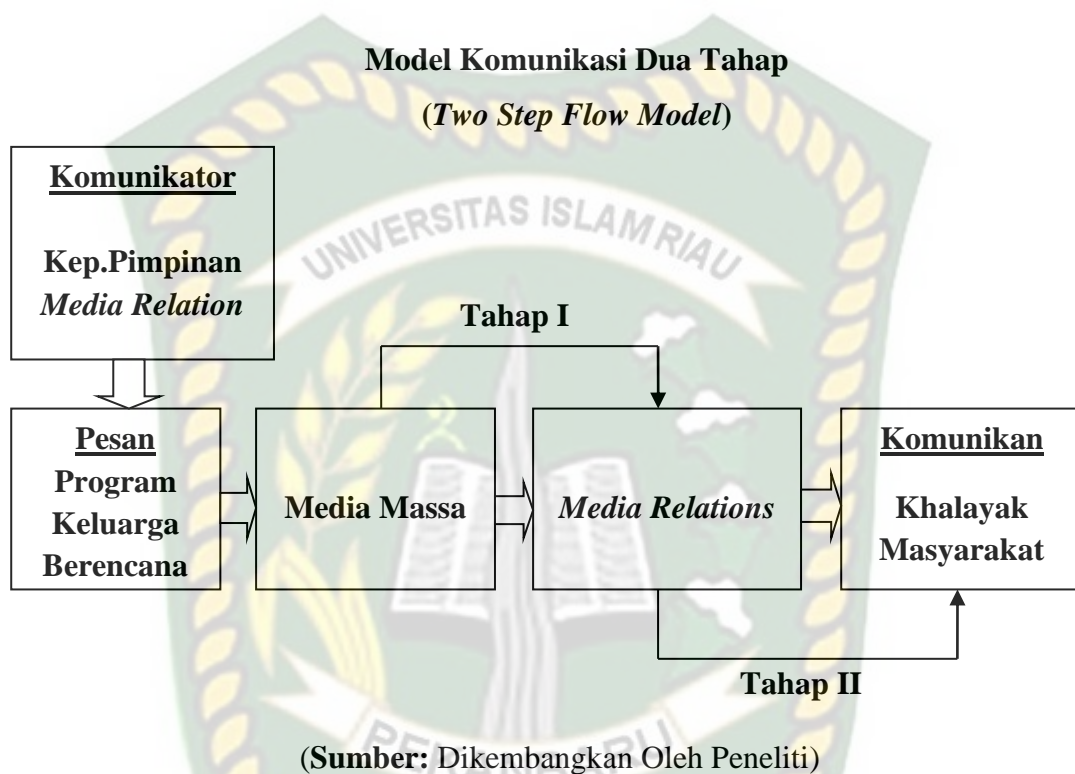 Model Komunikasi Dua Tahap
(Two Step Flow Model)
Komunikator
Kep.Pimpinan
Media Relation
UNIVERSITAS ISLAM RIAU
Tahap I
Pesan
Program
Keluarga
Berencana
Media Massa
Media Relations
Komunikan
Khalayak
Masyarakat
Tahap II
PEKANBARU
(Sumber: Dikembangkan Oleh Peneliti)